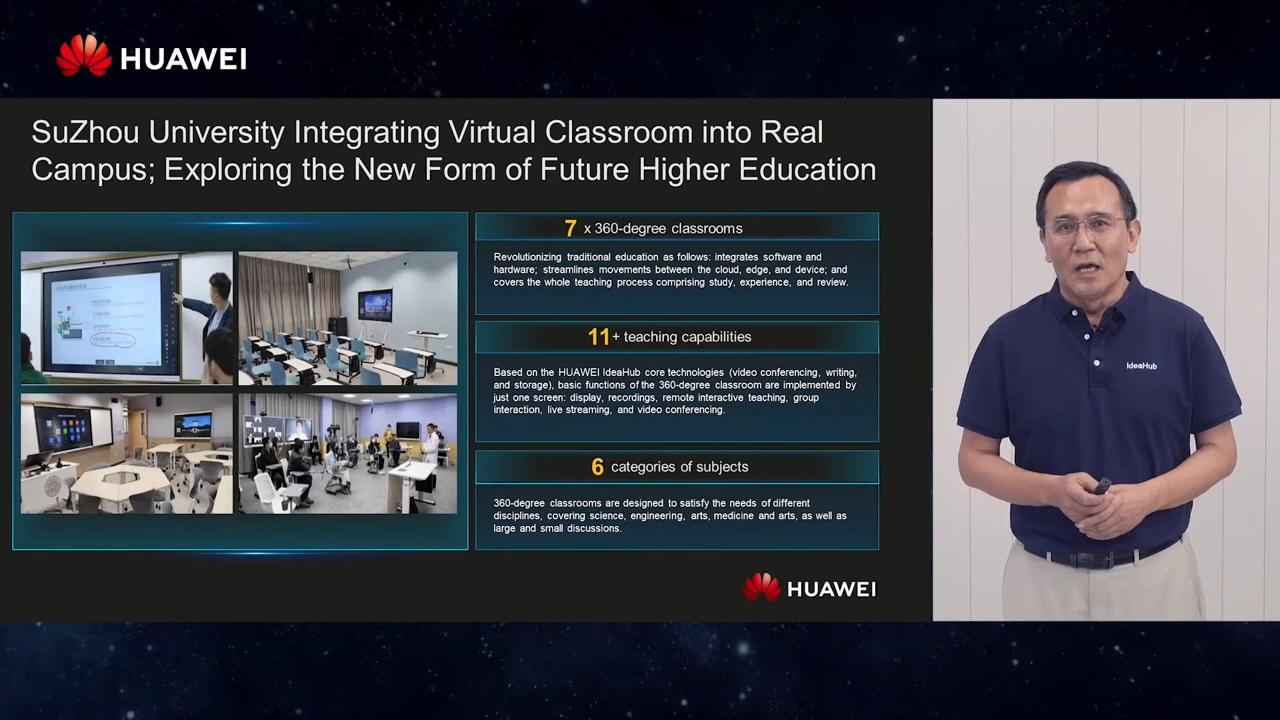 HUAWEI
SuZhou University Integrating Virtual Classroom into Real
Campus; Exploring the New Form of Future Higher Education
7 x 360-degree classrooms
Revolutionizing traditional education as follows: integrates software and
hardware; streamlines movements between the cloud, edge, and device; and
covers the whole teaching process comprising study, experience, and review.
11+ teaching capabilities
Based on the HUAWEI IdeaHub core technologies (video conferencing, writing,
and storage), basic functions of the 360-degree classroom are implemented by
just one screen: display, recordings, remote interactive teaching, group
interaction, live streaming, and video conferencing.
6 categories of subjects
360-degree classrooms are designed to satisfy the needs of different
disciplines, covering science, engineering, arts, medicine and arts, as well as
large and small discussions.
HUAWEI
IdeaHub